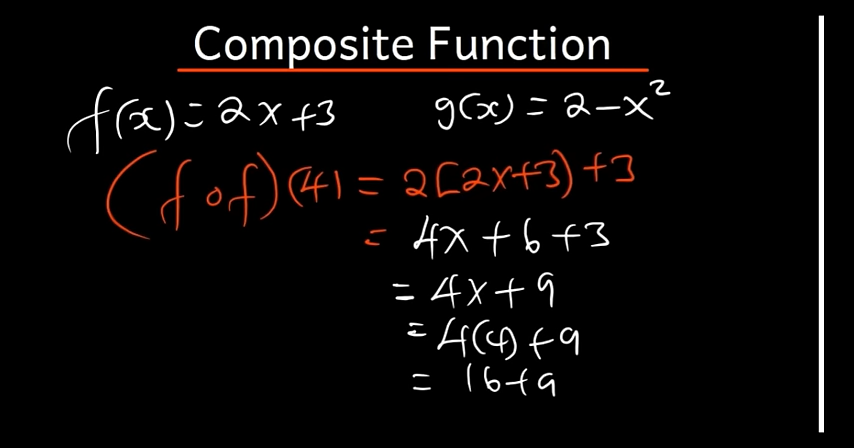 Composite Function
f(x) = 2x+3 g(x) = 2-x²
(fof)(4) = 2[2x+3)+3
= 4x+6+3
= 4x+9
= 4(4)+9
= 16+9